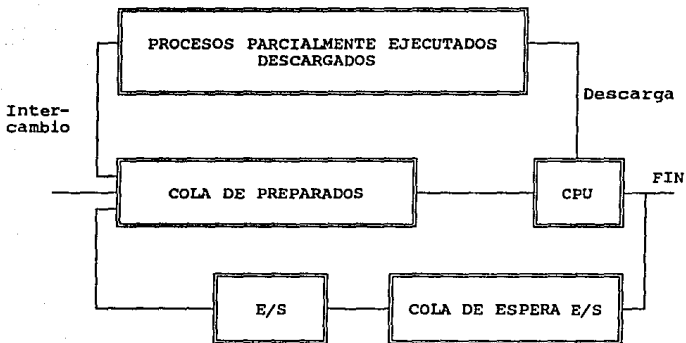 PROCESOS PARCIALMENTE EJECUTADOS
DESCARGADOS
Inter-
cambio
Descarga
COLA DE PREPARADOS
CPU
FIN
E/S
COLA DE ESPERA E/S